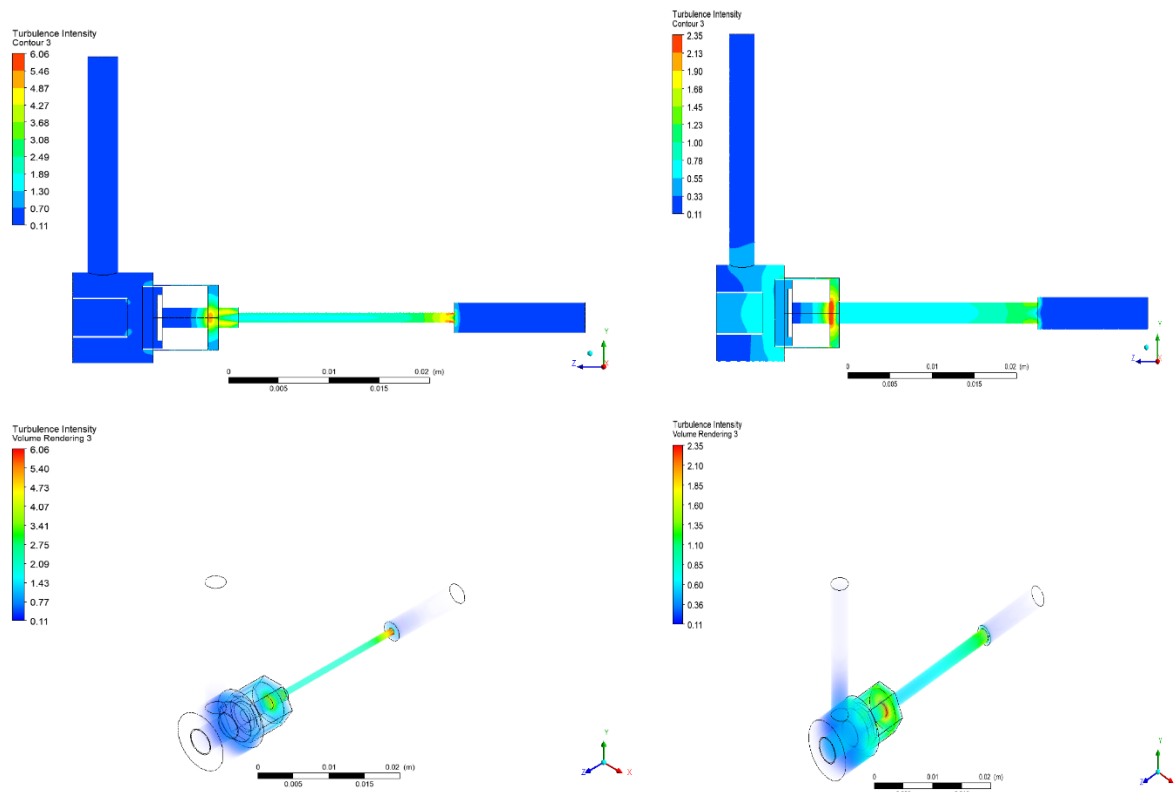 Turbulence Intensity
Contour 3
6.06
5.46
4.87
4.27
3.68
3.08
2.49
1.89
1.30
0.70
0.11
Y
Z
X
0 0.01 0.02 (m)
0.005 0.015
Turbulence Intensity
Contour 3
2.35
2.13
1.90
1.68
1.45
1.23
1.00
0.78
0.55
0.33
0.11
Y
Z
X
0 0.01 0.02 (m)
0.005 0.015
Turbulence Intensity
Volume Rendering 3
6.06
5.40
4.73
4.07
3.41
2.75
2.09
1.43
0.77
0.11
Y
Z X
0 0.01 0.02 (m)
0.005 0.015
Turbulence Intensity
Volume Rendering 3
2.35
2.10
1.85
1.60
1.35
1.10
0.85
0.60
0.36
0.11
Y
Z
0 0.01 0.02 (m)
0.005 0.015